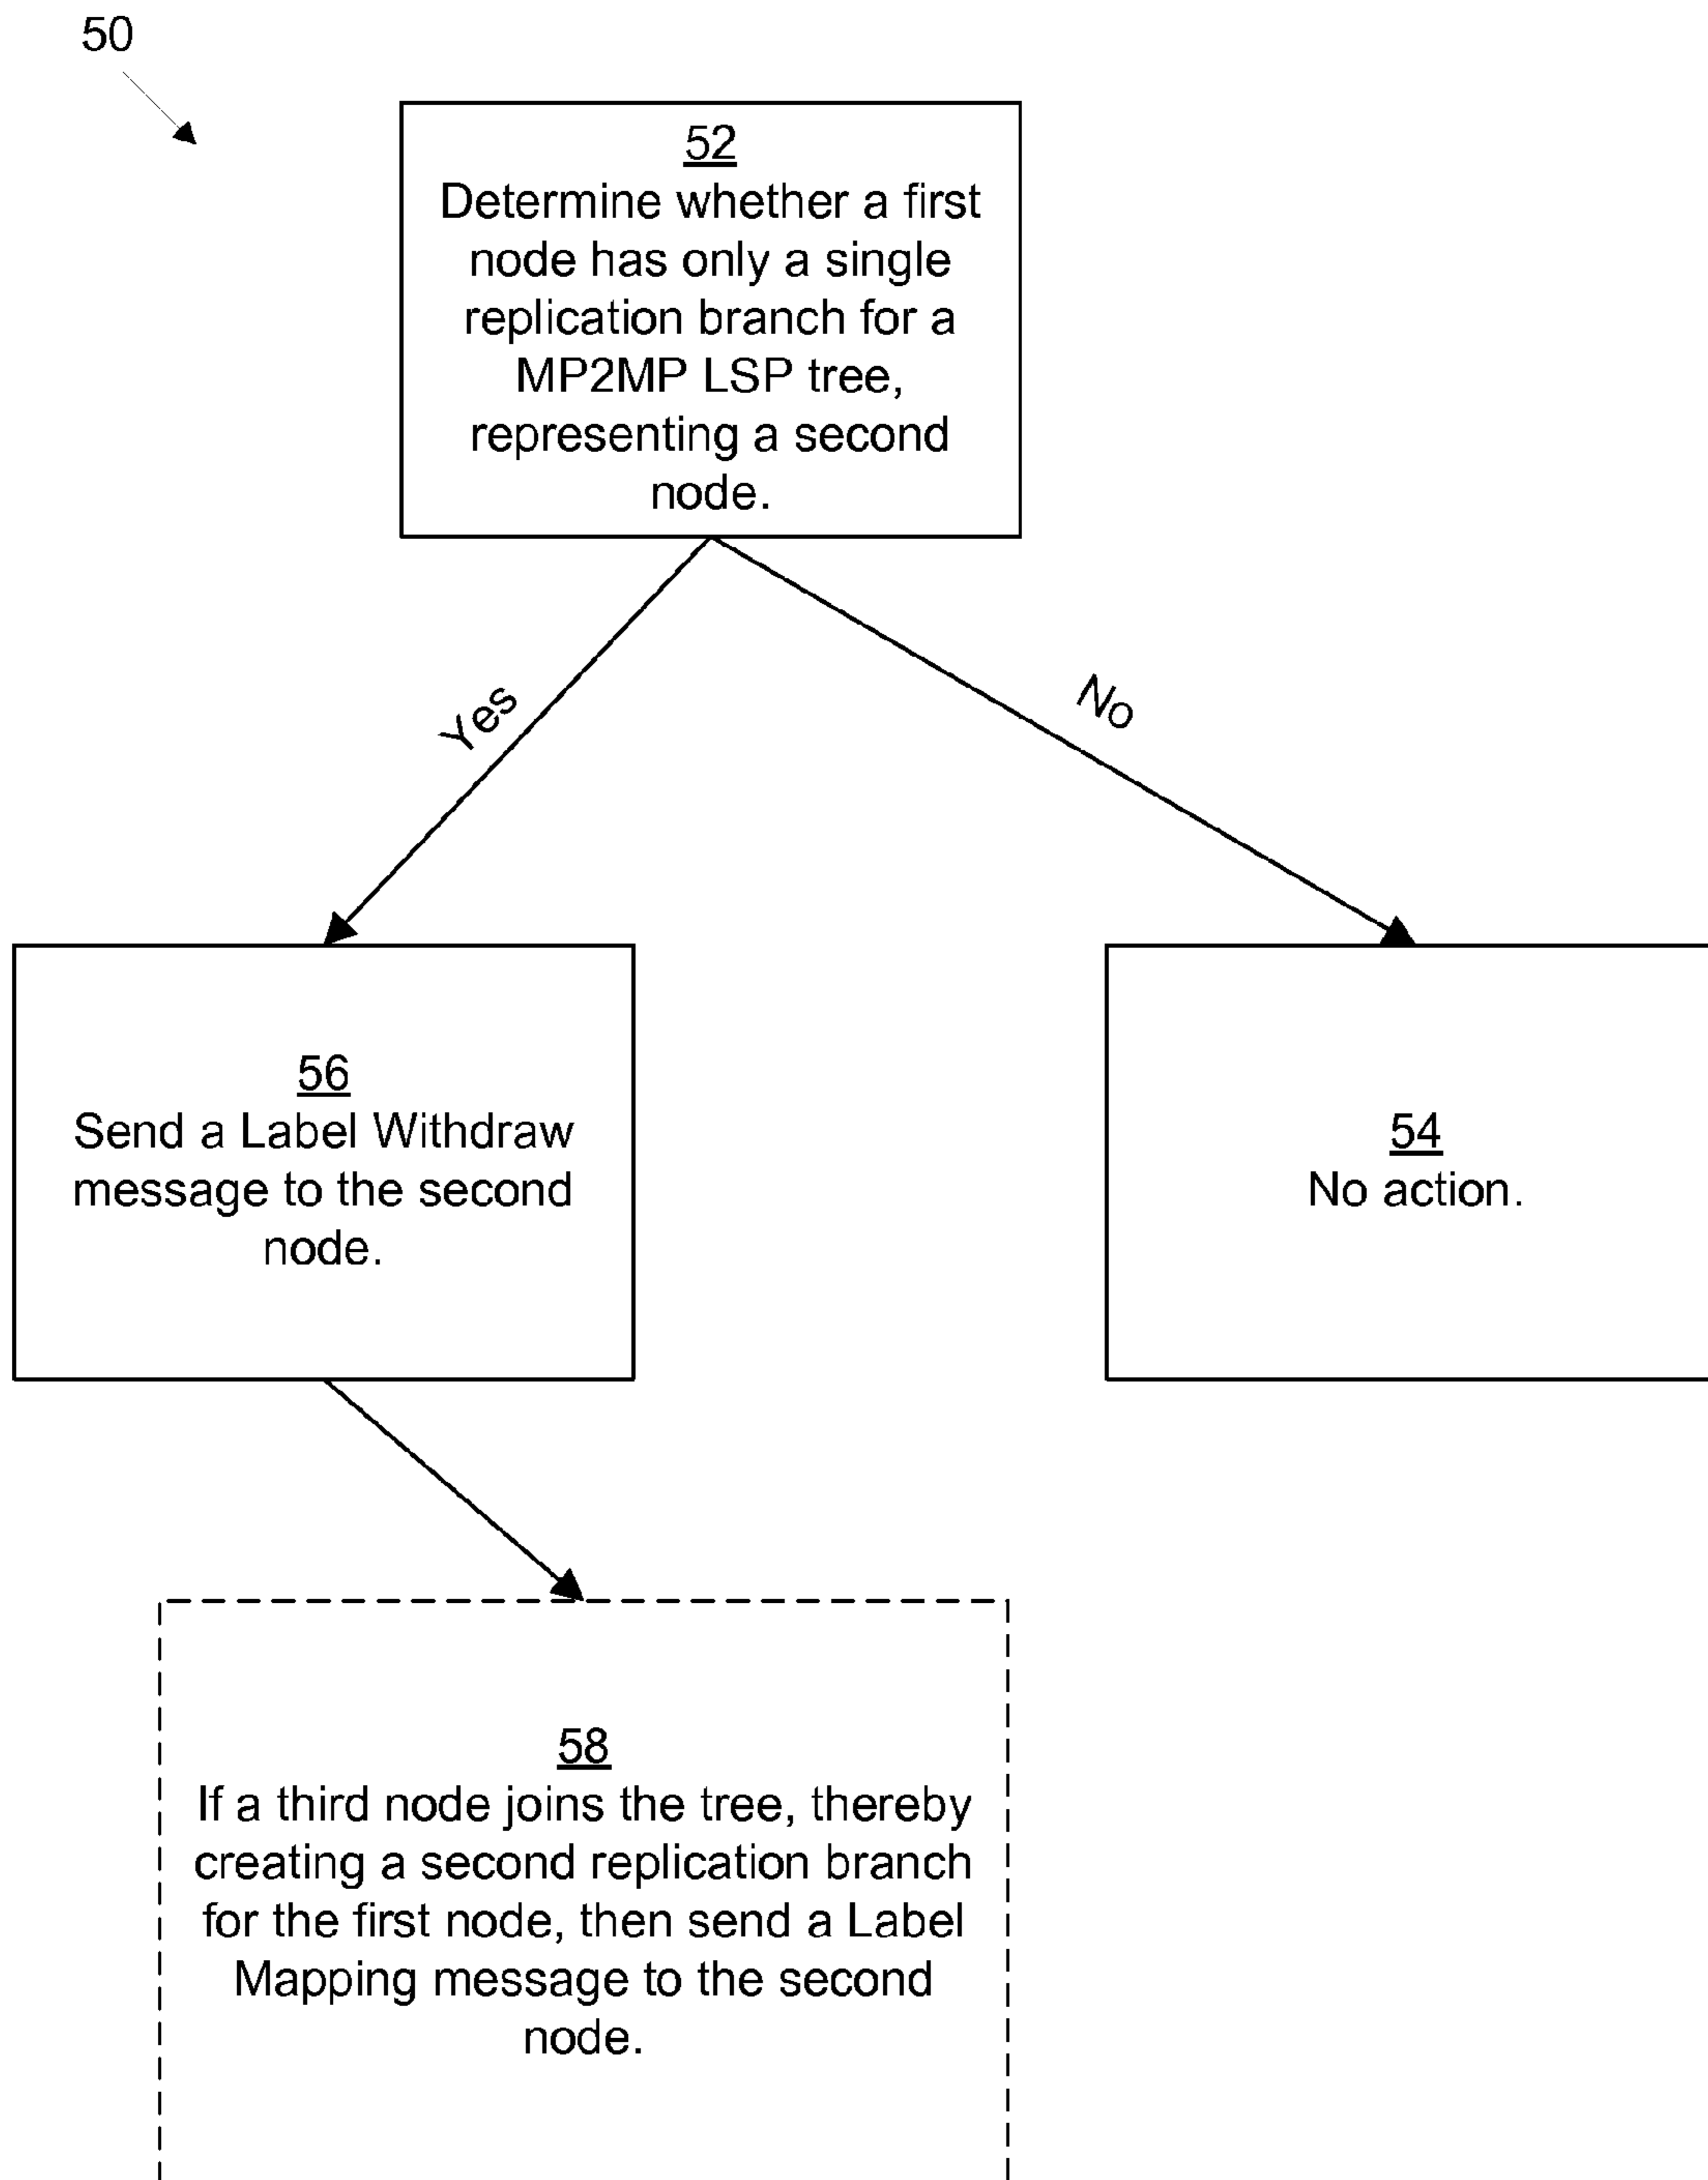 50
52
Determine whether a first
node has only a single
replication branch for a
MP2MP LSP tree,
representing a second
node.
Yes
No
56
Send a Label Withdraw
message to the second
node.
54
No action.
58
If a third node joins the tree, thereby
creating a second replication branch
for the first node, then send a Label
Mapping message to the second
node.